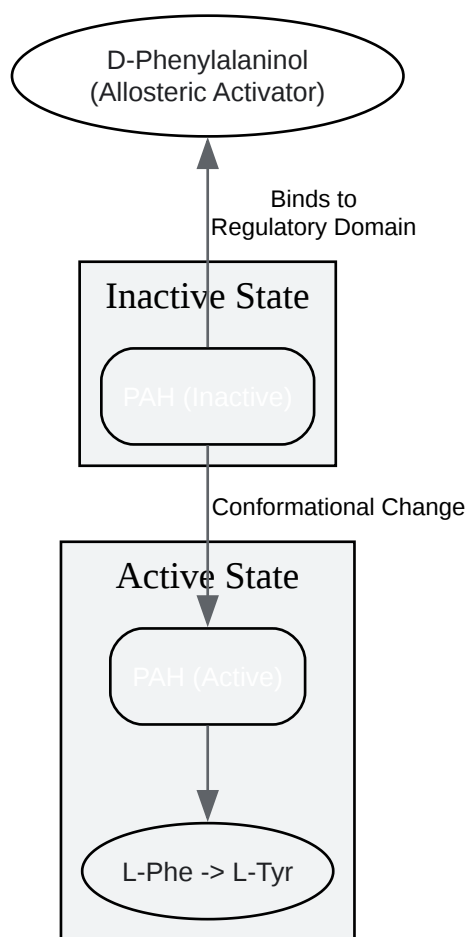 D-Phenylalaninol
(Allosteric Activator)
Binds to
Regulatory Domain
Inactive State
PAH (Inactive)
Conformational Change
Active State
PAH (Active)
L-Phe -> L-Tyr